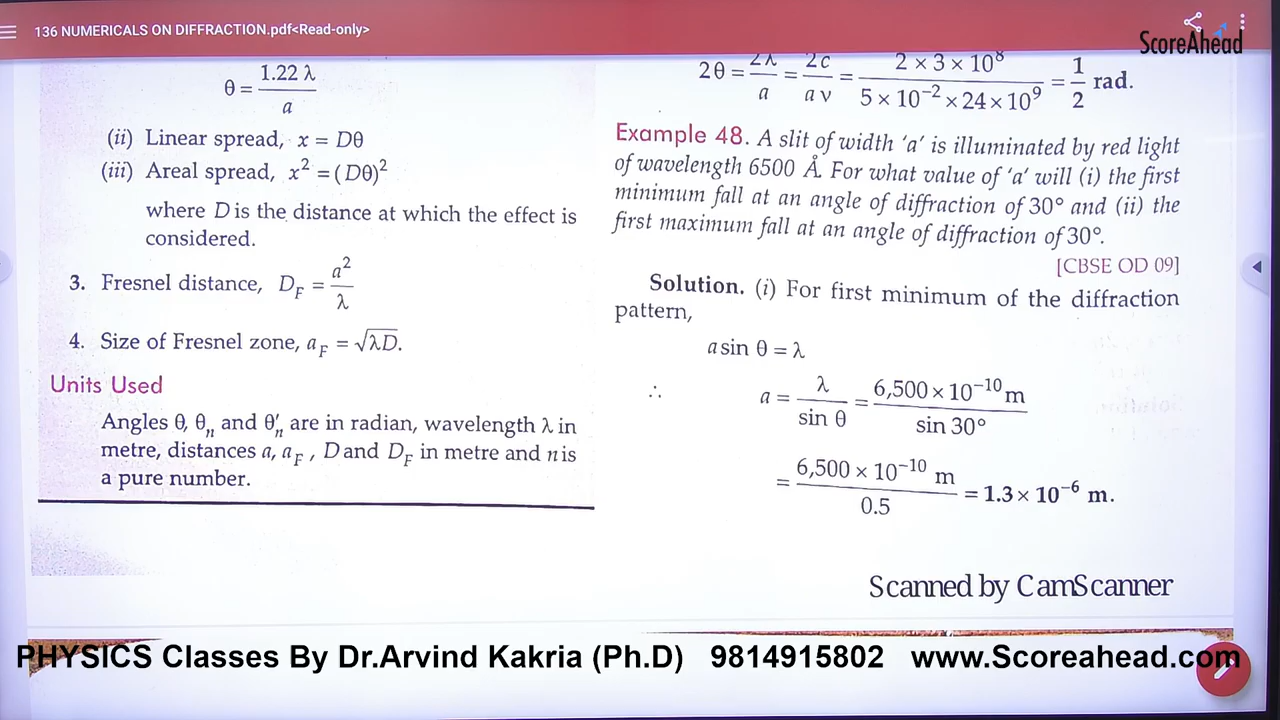 136 NUMERICALS ON DIFFRACTION.pdf<Read-only>
ScoreAhead
θ = 1.22 λ / a
(ii) Linear spread, x = Dθ
(iii) Areal spread, x² = (Dθ)²
where D is the distance at which the effect is
considered.
3. Fresnel distance, D_F = a² / λ
4. Size of Fresnel zone, a_F = √λD.
Units Used
Angles θ, θ_n and θ′_n are in radian, wavelength λ in
metre, distances a, a_F , D and D_F in metre and n is
a pure number.
2θ = 2λ / a = 2c / a ν = 2 × 3 × 10⁸ / 5 × 10⁻² × 24 × 10⁹ = 1 / 2 rad.
Example 48. A slit of width ‘a’ is illuminated by red light
of wavelength 6500 Å. For what value of ‘a’ will (i) the first
minimum fall at an angle of diffraction of 30° and (ii) the
first maximum fall at an angle of diffraction of 30°.
[CBSE OD 09]
Solution. (i) For first minimum of the diffraction
pattern,
a sin θ = λ
∴ a = λ / sin θ = 6,500 × 10⁻¹⁰ m / sin 30°
= 6,500 × 10⁻¹⁰ m / 0.5 = 1.3 × 10⁻⁶ m.
Scanned by CamScanner
PHYSICS Classes By Dr.Arvind Kakria (Ph.D) 9814915802 www.Scoreahead.com